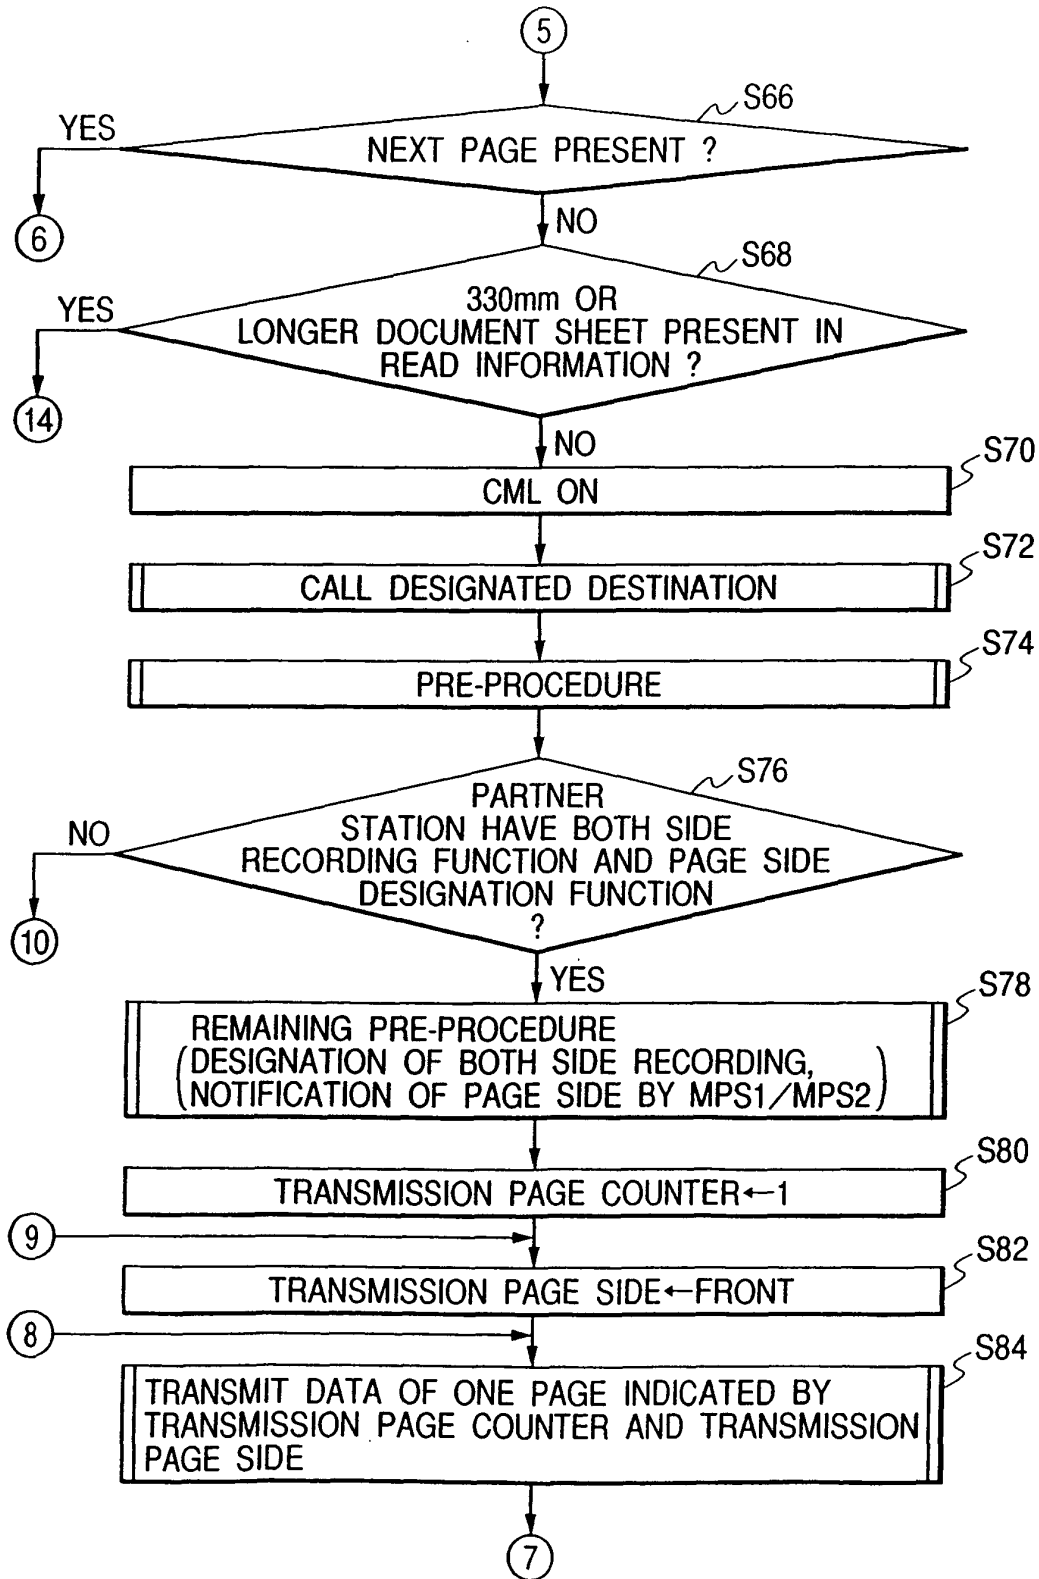 5
S66
YES
NEXT PAGE PRESENT ?
6
NO
S68
YES
330mm OR
LONGER DOCUMENT SHEET PRESENT IN
READ INFORMATION ?
14
NO
S70
CML ON
S72
CALL DESIGNATED DESTINATION
S74
PRE-PROCEDURE
S76
NO
PARTNER
STATION HAVE BOTH SIDE
RECORDING FUNCTION AND PAGE SIDE
DESIGNATION FUNCTION
?
10
YES
S78
REMAINING PRE-PROCEDURE
(DESIGNATION OF BOTH SIDE RECORDING,
NOTIFICATION OF PAGE SIDE BY MPS1/MPS2)
S80
TRANSMISSION PAGE COUNTER←1
9
S82
TRANSMISSION PAGE SIDE←FRONT
8
S84
TRANSMIT DATA OF ONE PAGE INDICATED BY
TRANSMISSION PAGE COUNTER AND TRANSMISSION
PAGE SIDE
7